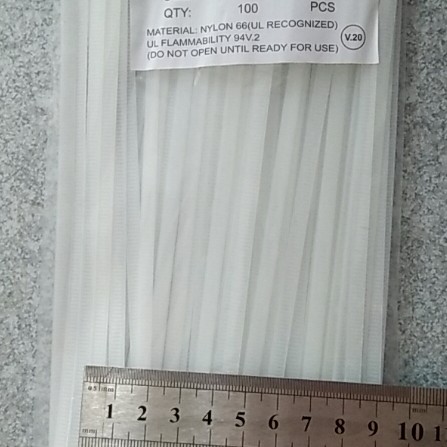 QTY: 100 PCS
MATERIAL: NYLON 66(UL RECOGNIZED)
UL FLAMMABILITY 94V.2
(DO NOT OPEN UNTIL READY FOR USE)
V.20
1 2 3 4 5 6 7 8 9 10 1